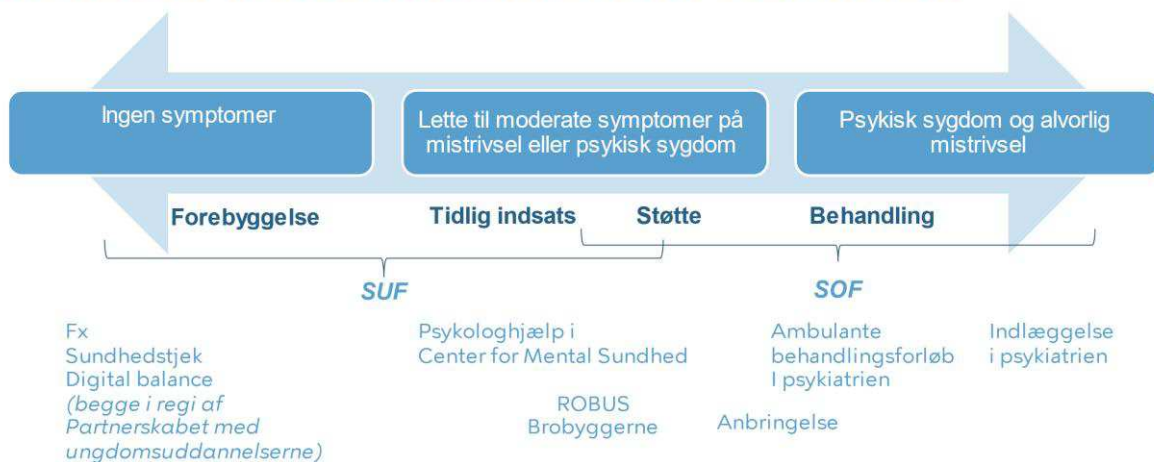 Ingen symptomer
Lette til moderate symptomer på
mistrivsel eller psykisk sygdom
Psykisk sygdom og alvorlig
mistrivsel
Forebyggelse
Tidlig indsats
Støtte
Behandling
SUF
SOF
Fx
Sundhedstjek
Digital balance
(begge i regi af
Partnerskabet med
ungdomsuddannelserne)
Psykologhjælp i
Center for Mental Sundhed
ROBUS
Brobyggerne
Ambulante
behandlingsforløb
I psykiatrien
Anbringelse
Indlæggelse
i psykiatrien